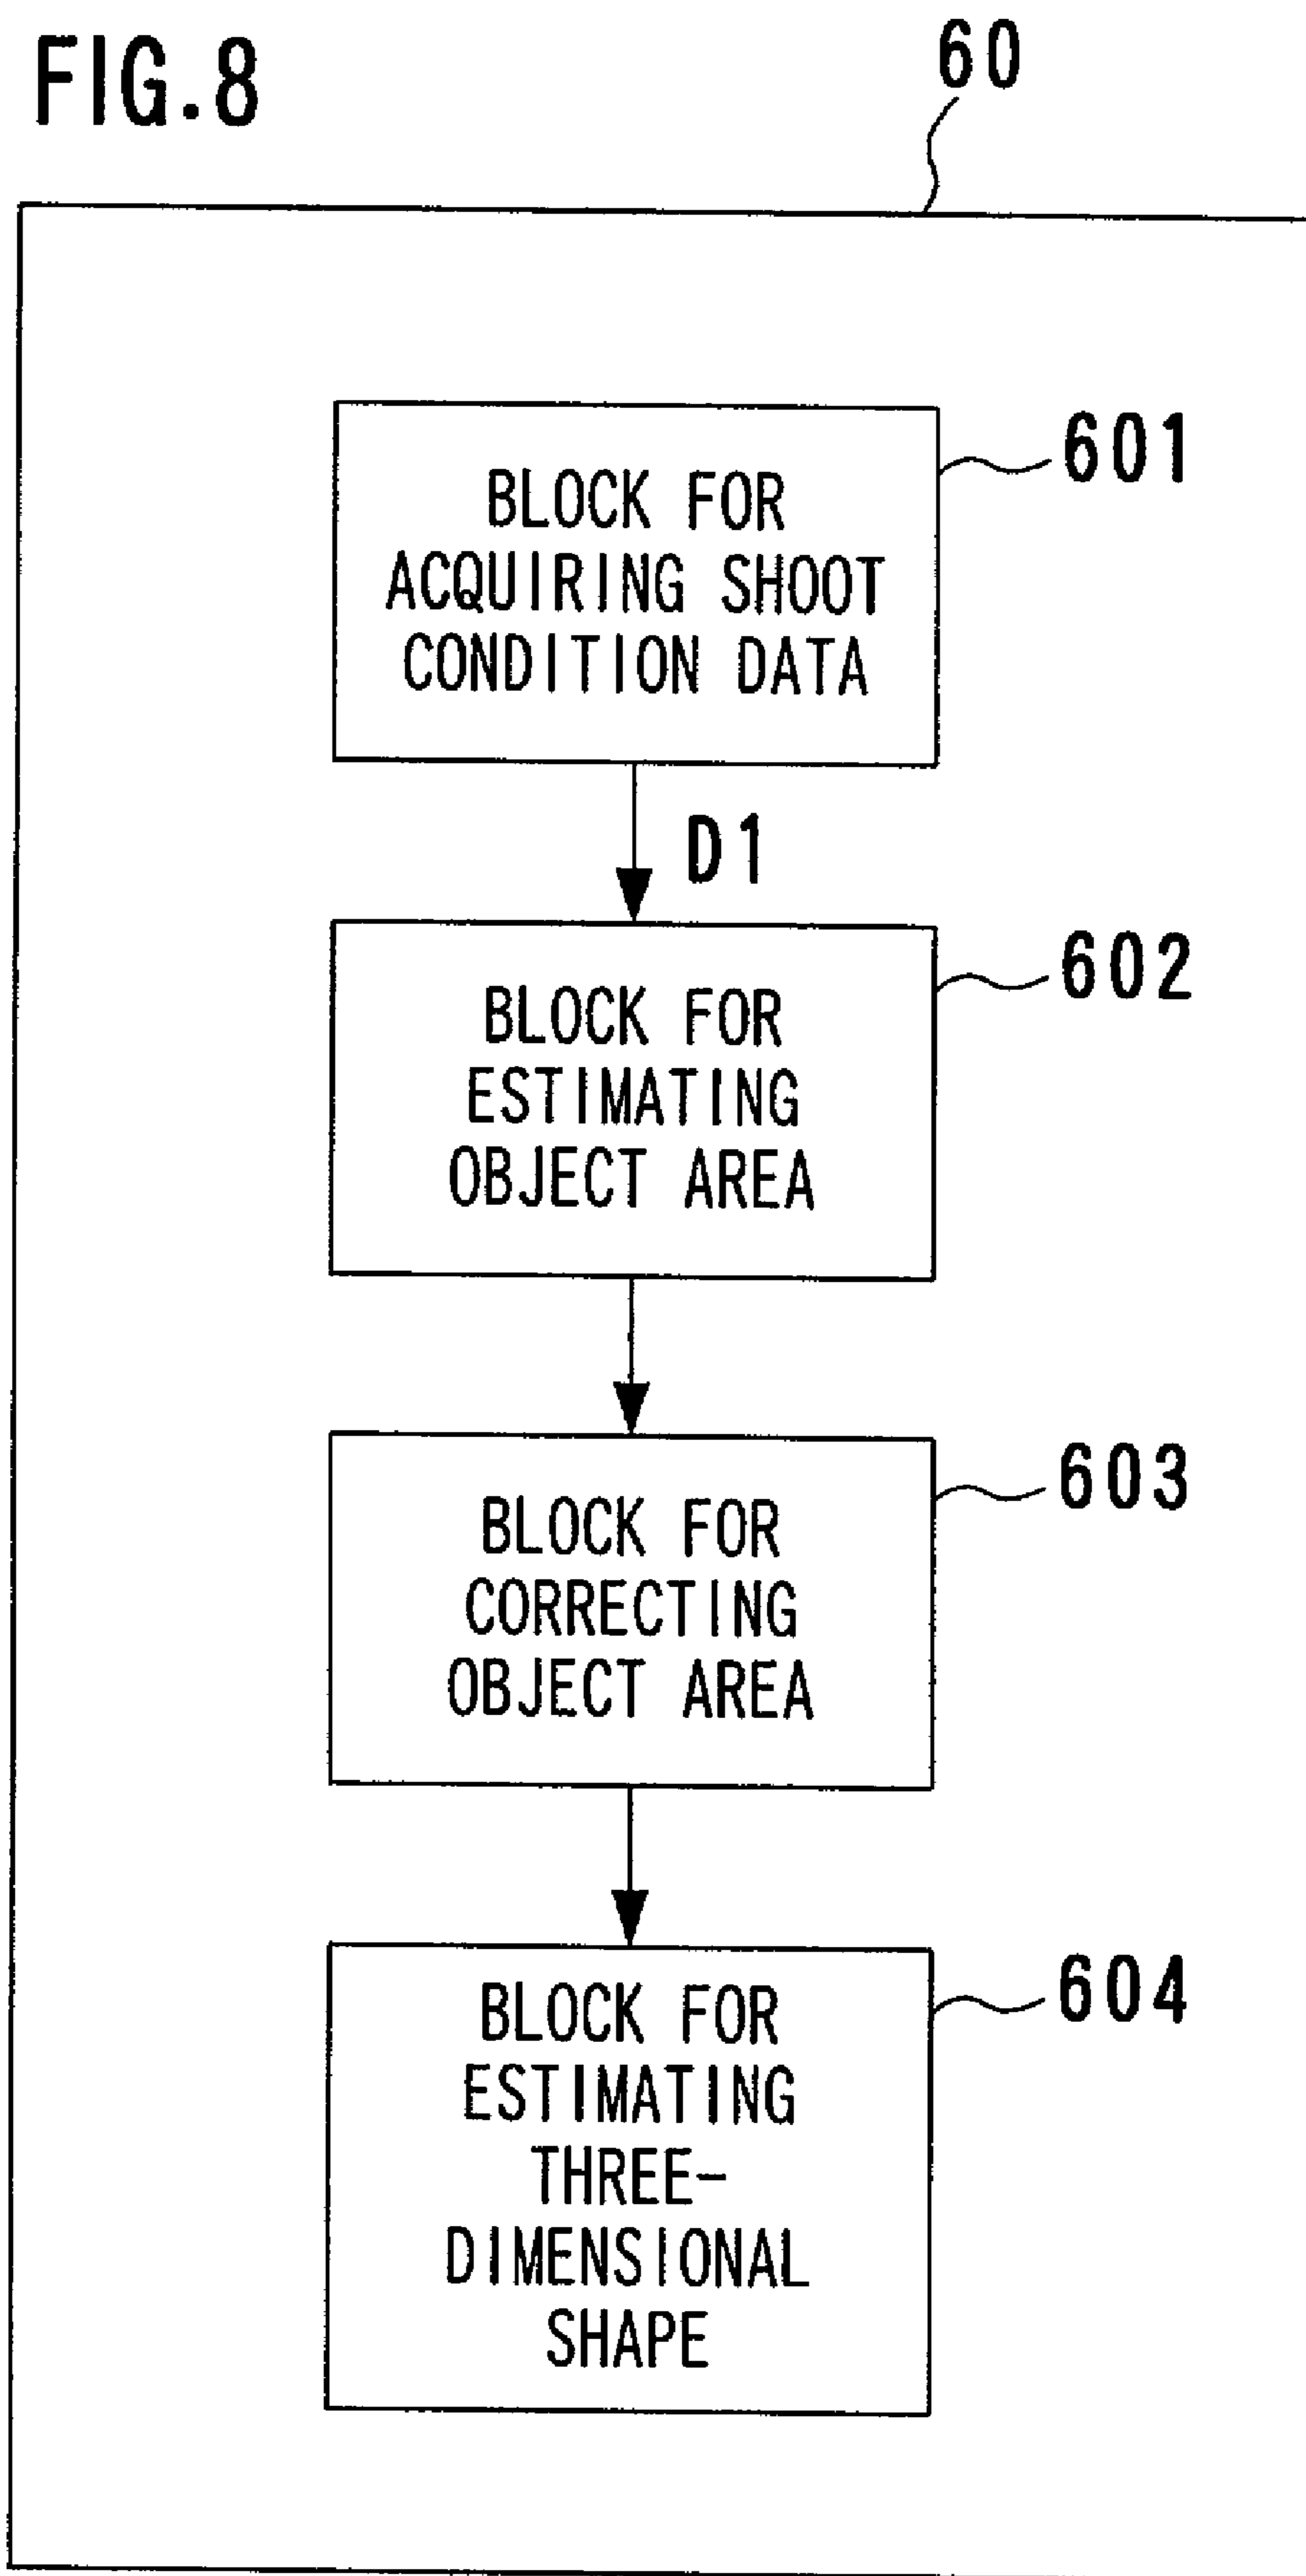 FIG.8
60
BLOCK FOR
ACQUIRING SHOOT
CONDITION DATA
601
D1
BLOCK FOR
ESTIMATING
OBJECT AREA
602
BLOCK FOR
CORRECTING
OBJECT AREA
603
BLOCK FOR
ESTIMATING
THREE-
DIMENSIONAL
SHAPE
604